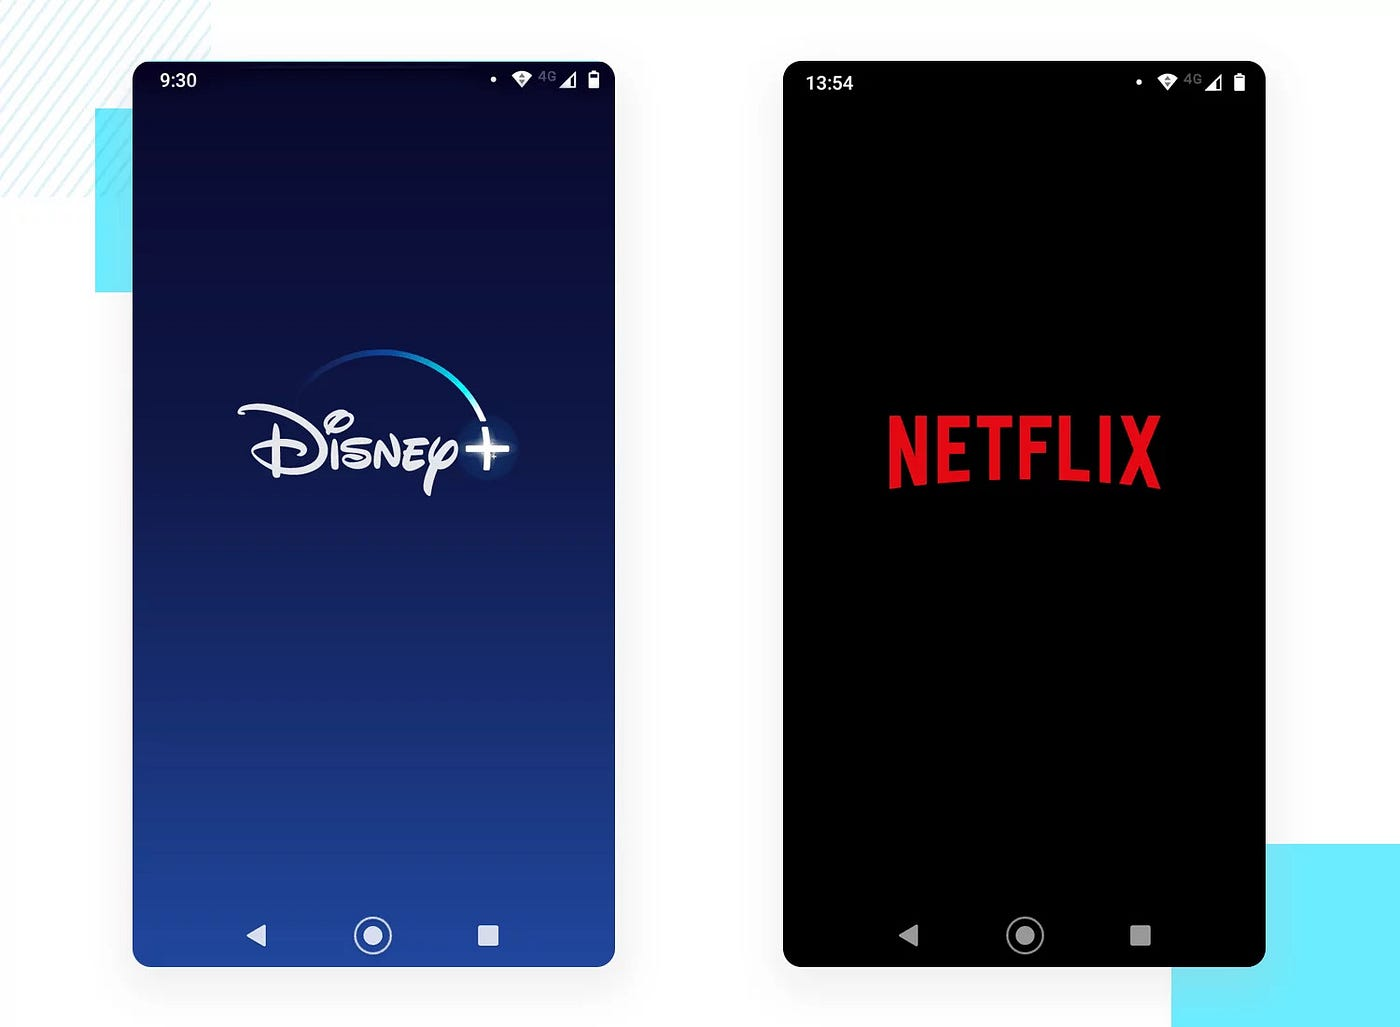 9:30
4G
Disney+
13:54
4G
NETFLIX